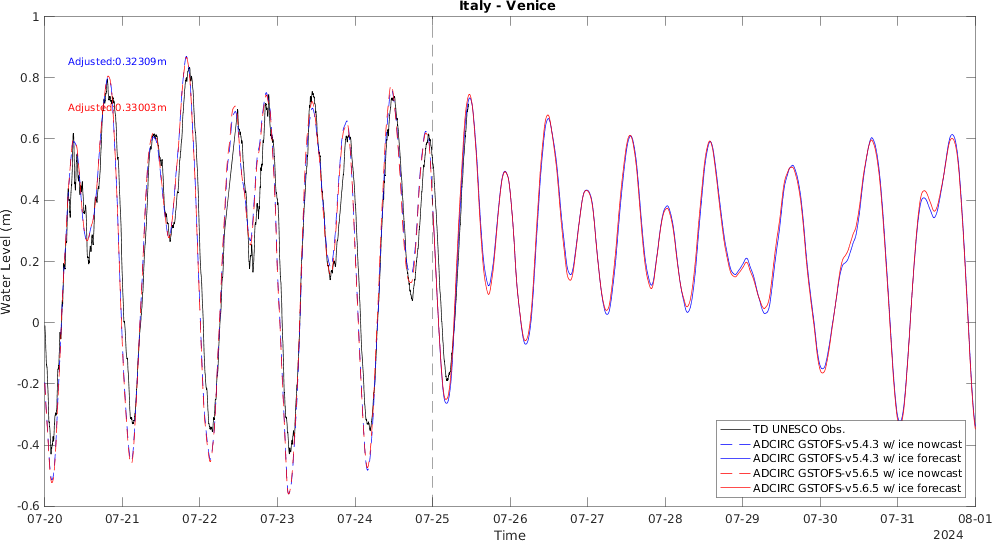 Italy - Venice
Adjusted:0.32309m
Adjusted:0.33003m
Water Level (m)
1
0.8
0.6
0.4
0.2
0
-0.2
-0.4
-0.6
TD UNESCO Obs.
ADCIRC GSTOFS-v5.4.3 w/ ice nowcast
ADCIRC GSTOFS-v5.4.3 w/ ice forecast
ADCIRC GSTOFS-v5.6.5 w/ ice nowcast
ADCIRC GSTOFS-v5.6.5 w/ ice forecast
07-20 07-21 07-22 07-23 07-24 07-25 07-26 07-27 07-28 07-29 07-30 07-31 08-01
Time
2024